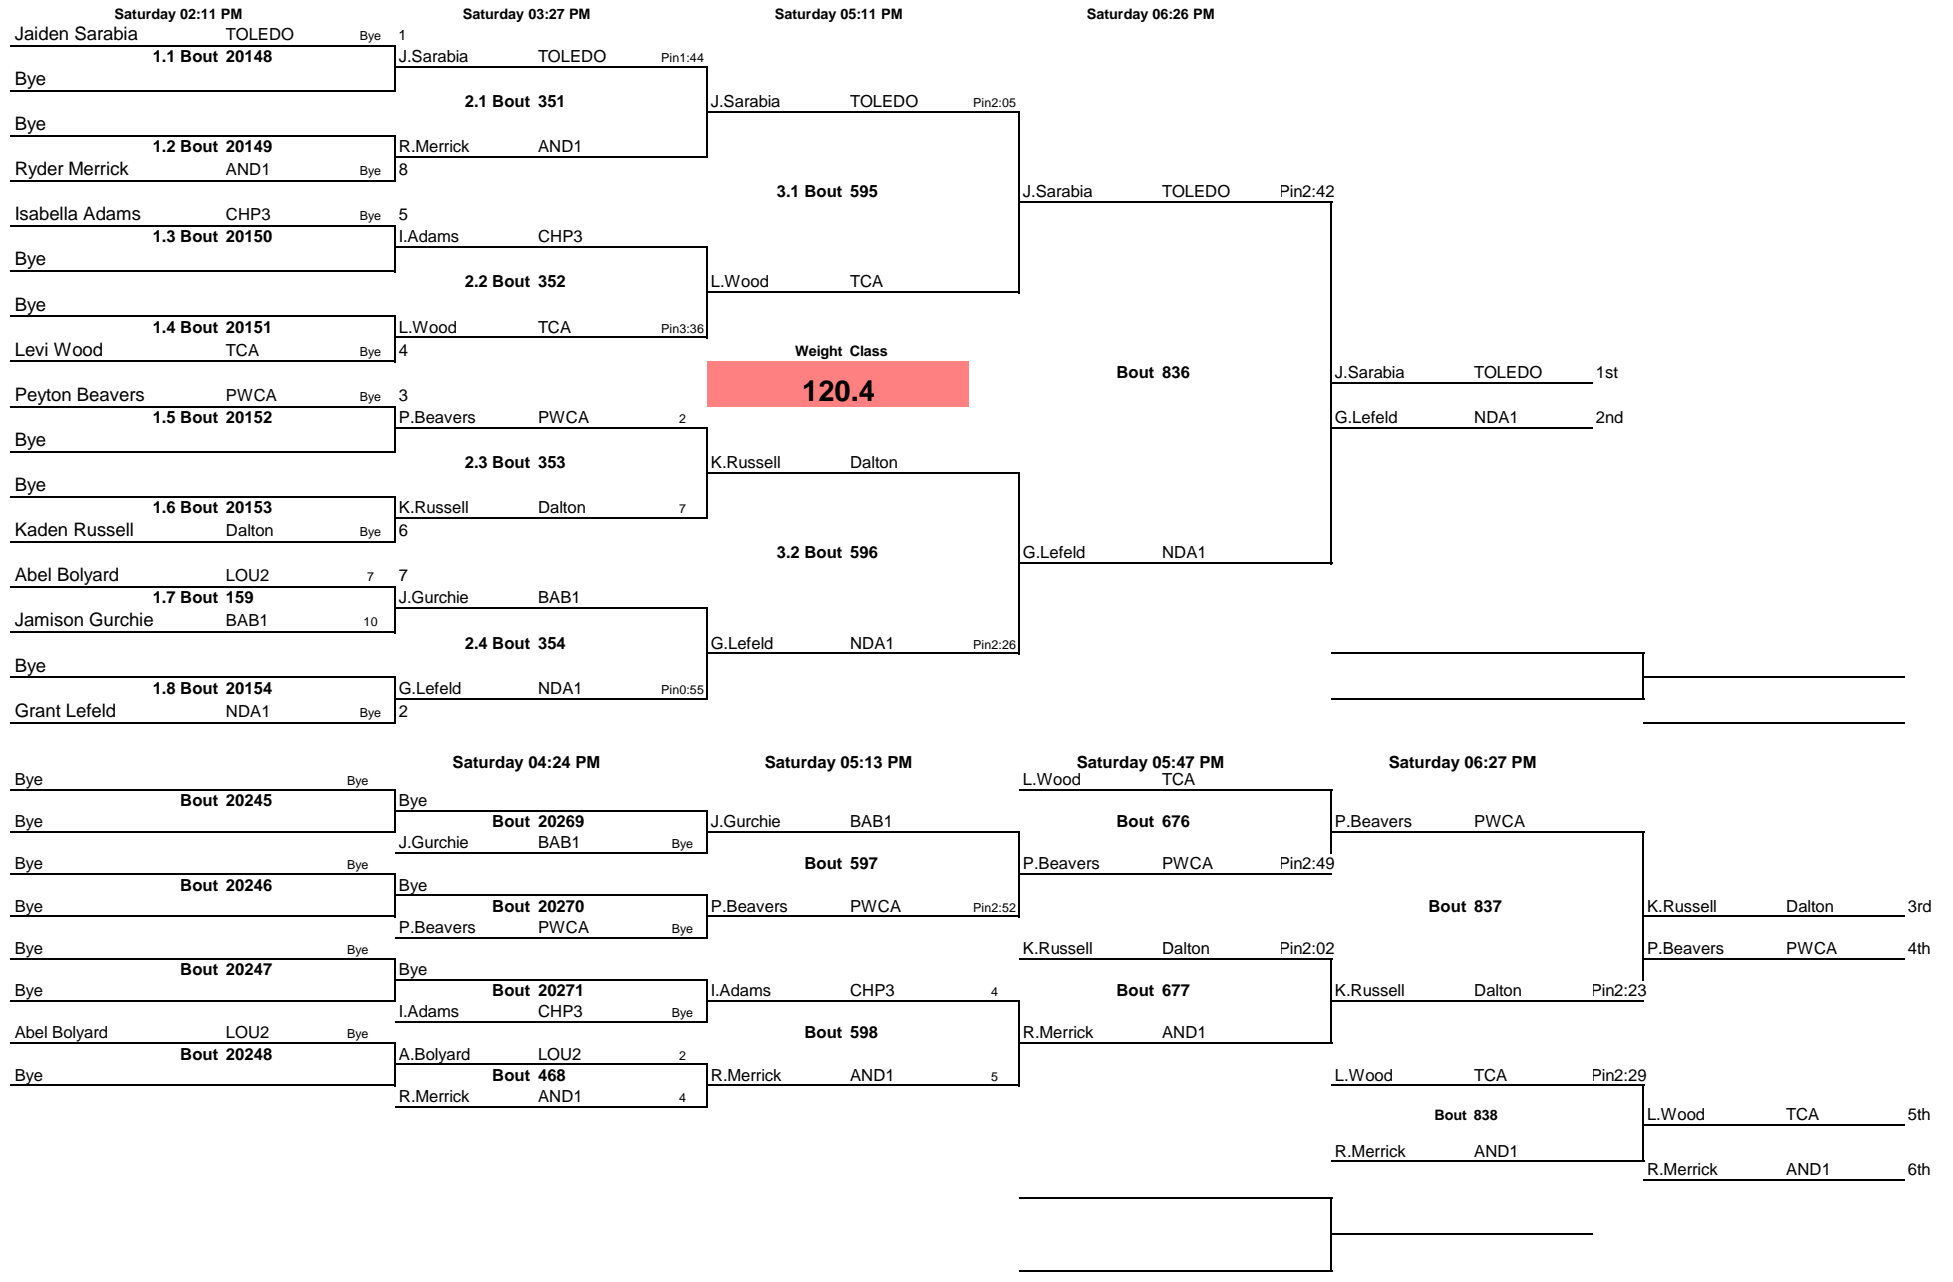 Saturday 02:11 PM Saturday 03:27 PM Saturday 05:11 PM Saturday 06:26 PM
Jaiden Sarabia TOLEDO Bye 1
1.1 Bout 20148 J.Sarabia TOLEDO Pin1:44
Bye
2.1 Bout 351 J.Sarabia TOLEDO Pin2:05
Bye
1.2 Bout 20149 R.Merrick AND1
Ryder Merrick AND1 Bye 8
3.1 Bout 595 J.Sarabia TOLEDO Pin2:42
Isabella Adams CHP3 Bye 5
1.3 Bout 20150 I.Adams CHP3
Bye
2.2 Bout 352 L.Wood TCA
Bye
1.4 Bout 20151 L.Wood TCA Pin3:36
Levi Wood TCA Bye 4 Weight Class
Bout 836 J.Sarabia TOLEDO 1st
Peyton Beavers PWCA Bye 3 120.4
1.5 Bout 20152 P.Beavers PWCA 2 G.Lefeld NDA1 2nd
Bye
2.3 Bout 353 K.Russell Dalton
Bye
1.6 Bout 20153 K.Russell Dalton 7
Kaden Russell Dalton Bye 6
3.2 Bout 596 G.Lefeld NDA1
Abel Bolyard LOU2 7 7
1.7 Bout 159 J.Gurchie BAB1
Jamison Gurchie BAB1 10
2.4 Bout 354 G.Lefeld NDA1 Pin2:26
Bye
1.8 Bout 20154 G.Lefeld NDA1 Pin0:55
Grant Lefeld NDA1 Bye 2
Saturday 04:24 PM Saturday 05:13 PM Saturday 05:47 PM Saturday 06:27 PM
Bye Bye L.Wood TCA
Bout 20245 Bye
Bye Bout 20269 J.Gurchie BAB1 Bout 676 P.Beavers PWCA
J.Gurchie BAB1 Bye
Bye Bye Bout 597 P.Beavers PWCA Pin2:49
Bout 20246 Bye
Bye Bout 20270 P.Beavers PWCA Pin2:52 Bout 837 K.Russell Dalton 3rd
P.Beavers PWCA Bye
Bye Bye K.Russell Dalton Pin2:02 P.Beavers PWCA 4th
Bout 20247 Bye
Bye Bout 20271 I.Adams CHP3 4 Bout 677 K.Russell Dalton Pin2:23
I.Adams CHP3 Bye
Abel Bolyard LOU2 Bye Bout 598 R.Merrick AND1
Bout 20248 A.Bolyard LOU2 2
Bye Bout 468 R.Merrick AND1 5 L.Wood TCA Pin2:29
R.Merrick AND1 4
Bout 838 L.Wood TCA 5th
R.Merrick AND1
R.Merrick AND1 6th